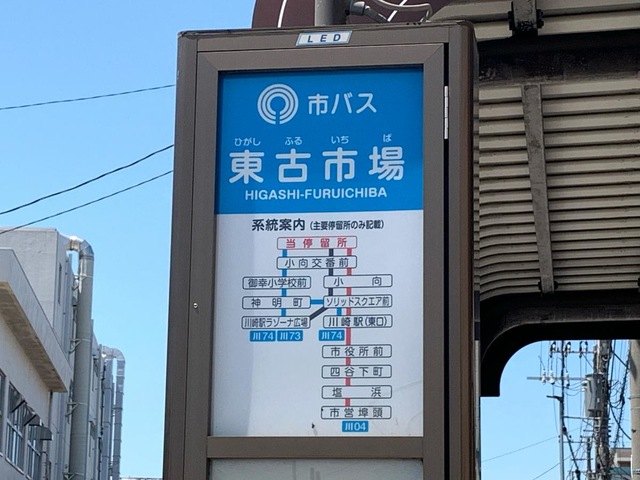 LED
市バス
ひがし ふる いち ば
東古市場
HIGASHI-FURUICHIBA
系統案内(主要停留所のみ記載)
当停留所
小向交番前
御幸小学校前 小向
神明町 ソリッドスクエア前
川崎駅ラゾーナ広場 川崎駅(東口)
川74 川73 川74
市役所前
四谷下町
塩浜
市営埠頭
川04